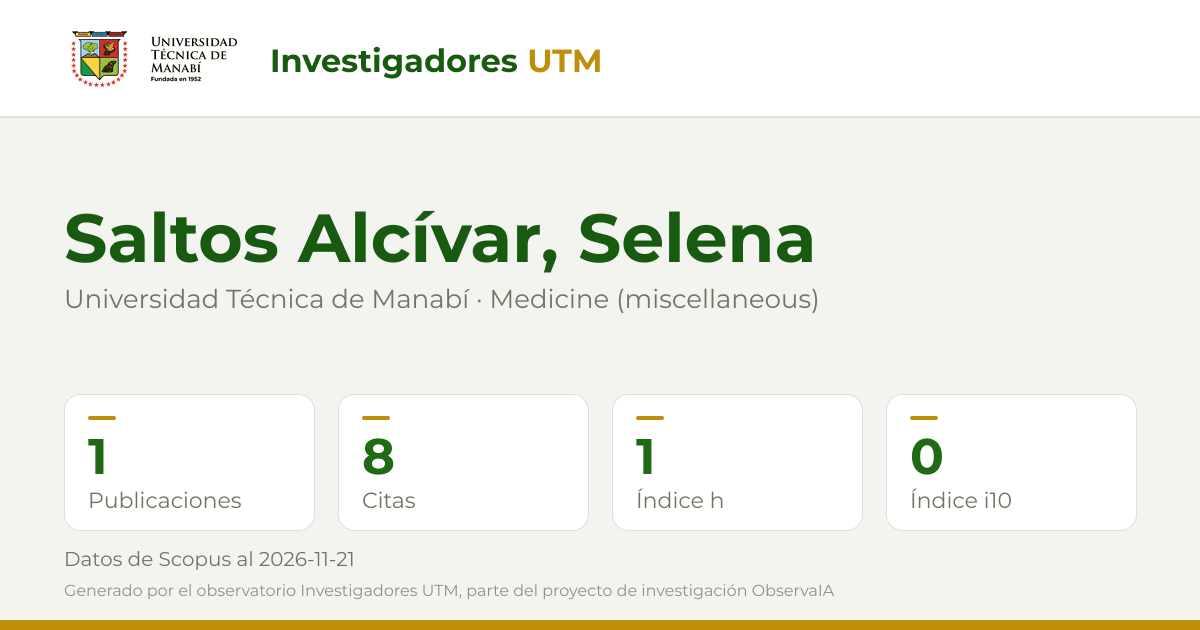 UNIVERSIDAD
TÉCNICA DE
MANABÍ
Fundada en 1952
Investigadores UTM
Saltos Alcívar, Selena
Universidad Técnica de Manabí · Medicine (miscellaneous)
1
Publicaciones
8
Citas
1
Índice h
0
Índice i10
Datos de Scopus al 2026-11-21
Generado por el observatorio Investigadores UTM, parte del proyecto de investigación ObservaIA